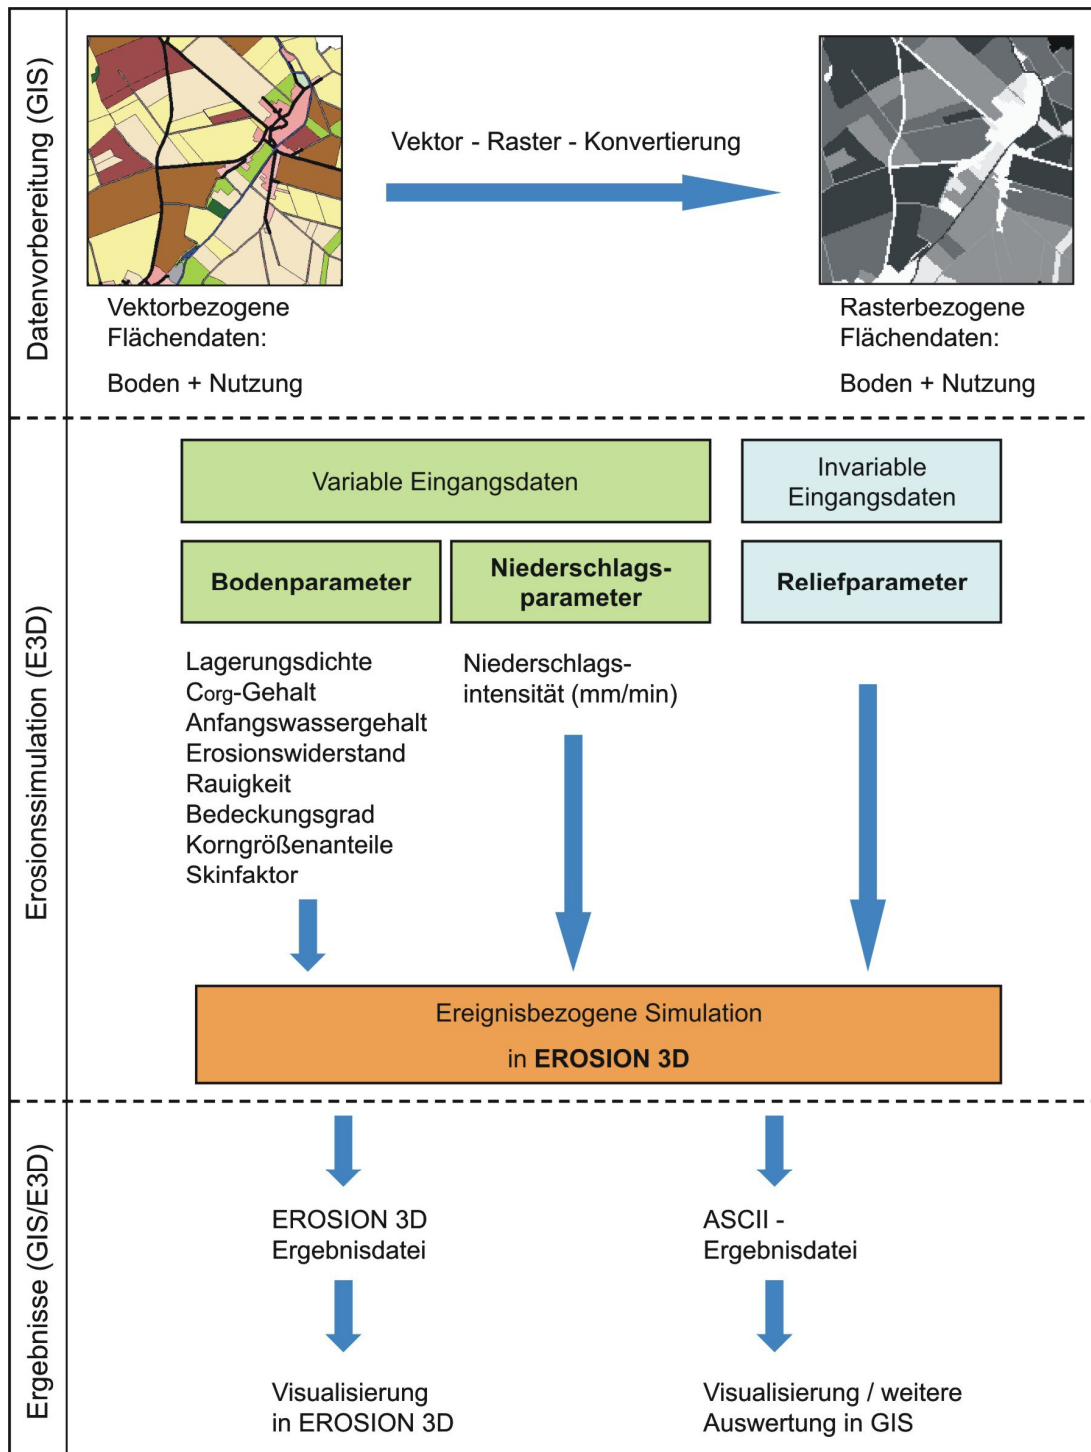 Datenvorbereitung (GIS)
Vektor - Raster - Konvertierung
Vektorbezogene
Flächendaten:
Boden + Nutzung
Rasterbezogene
Flächendaten:
Boden + Nutzung
Erosionssimulation (E3D)
Variable Eingangsdaten
Invariable
Eingangsdaten
Bodenparameter
Niederschlags-
parameter
Reliefparameter
Lagerungsdichte
Corg-Gehalt
Anfangswassergehalt
Erosionswiderstand
Rauigkeit
Bedeckungsgrad
Korngrößenanteile
Skinfaktor
Niederschlags-
intensität (mm/min)
Ereignisbezogene Simulation
in EROSION 3D
Ergebnisse (GIS/E3D)
EROSION 3D
Ergebnisdatei
ASCII -
Ergebnisdatei
Visualisierung
in EROSION 3D
Visualisierung / weitere
Auswertung in GIS